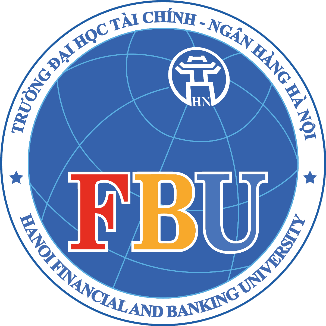 TRƯỜNG ĐẠI HỌC TÀI CHÍNH - NGÂN HÀNG HÀ NỘI
HN
FBU
HANOI FINANCIAL AND BANKING UNIVERSITY